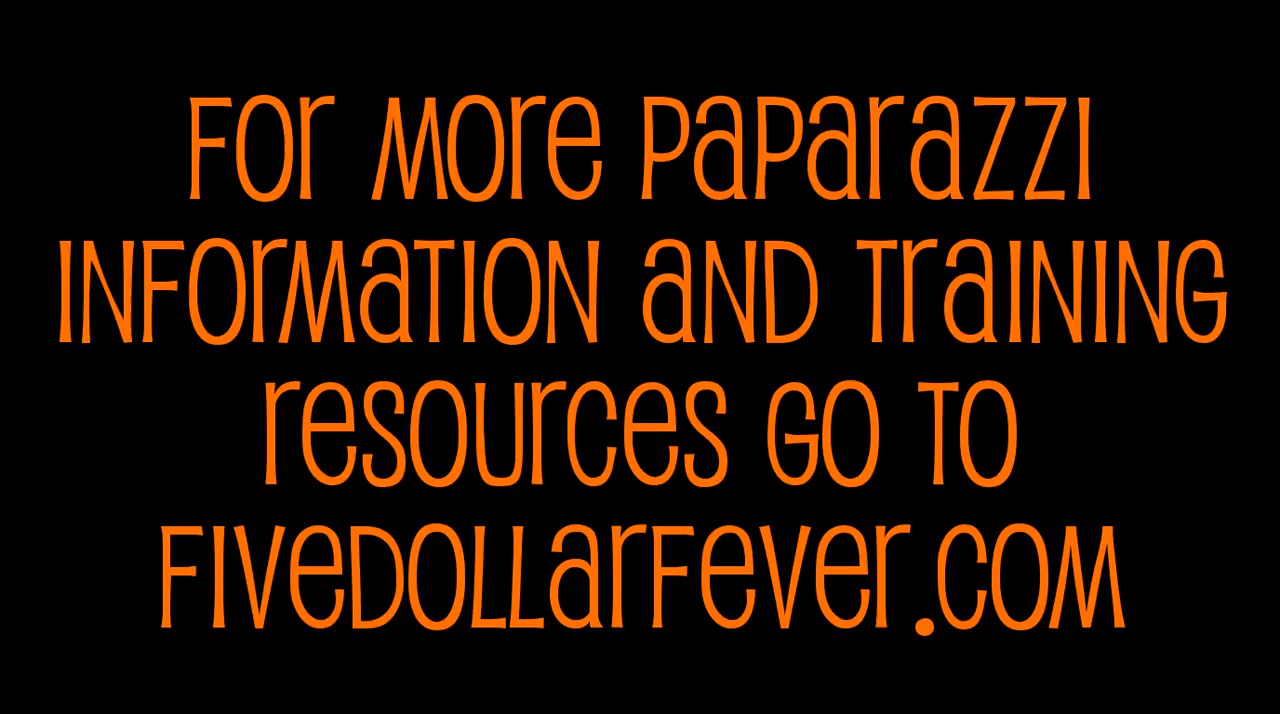 For More Paparazzi
Information and Training
resources Go To
FiveDollarFever.com